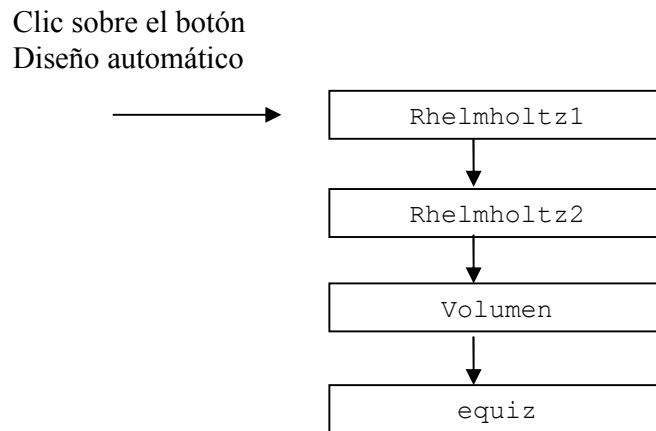 Clic sobre el botón
Diseño automático
Rhelmholtz1
Rhelmholtz2
Volumen
equiz